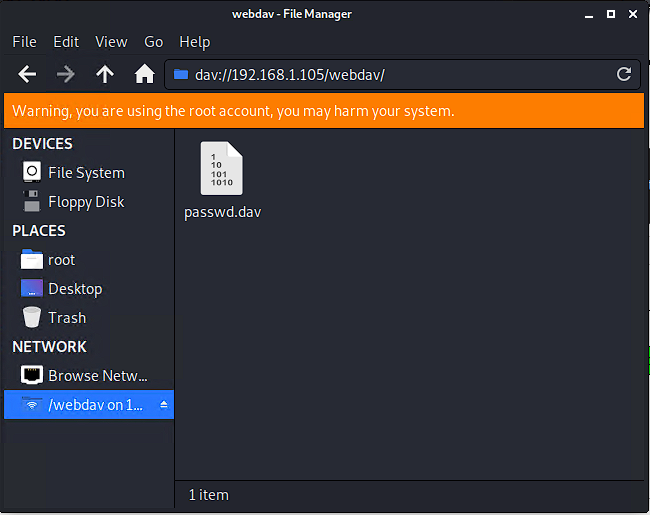 webdav - File Manager
File Edit View Go Help
dav://192.168.1.105/webdav/
Warning, you are using the root account, you may harm your system.
DEVICES
File System
Floppy Disk
PLACES
root
Desktop
Trash
NETWORK
Browse Netw...
/webdav on 1...
1
10
101
1010
passwd.dav
1 item